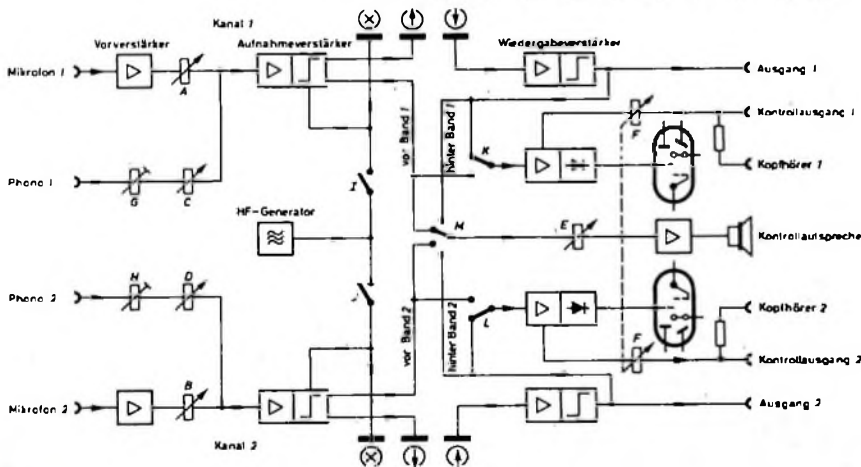 Kanal 1
Vorverstärker
Aufnahmeverstärker
Wiedergabeverstärker
Mikrofon 1
A
Ausgang 1
vor Band 1
hinter Band 1
F
Kontrollausgang 1
K
Phono 1
G
C
I
Kopfhörer 1
HF-Generator
M
E
Kontrollautspreche
Phono 2
H
D
J
vor Band 2
hinter Band 2
L
Kopfhörer 2
F
Kontrollausgang 2
Mikrofon 2
B
Ausgang 2
Kanal 2